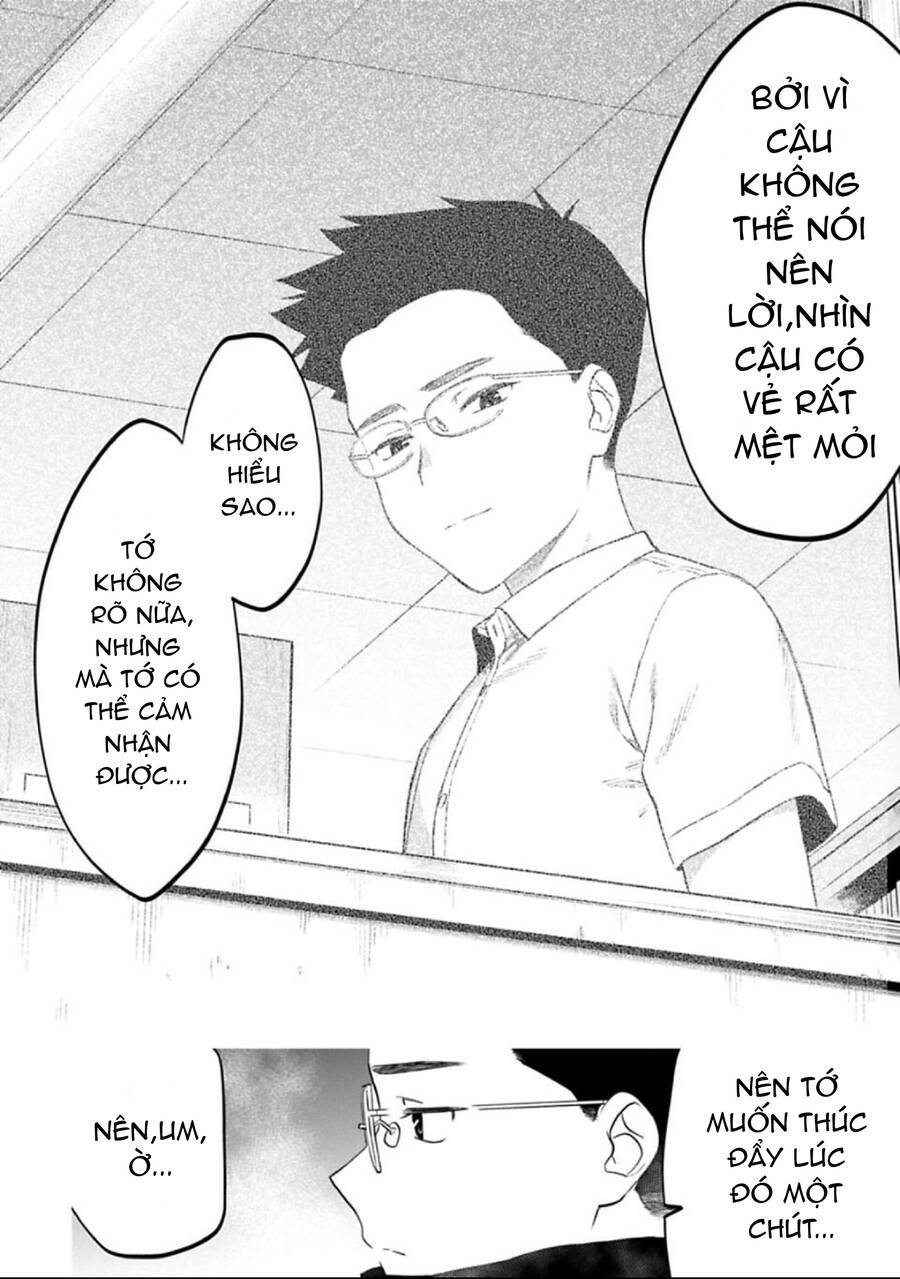 BỞI VÌ
CẬU
KHÔNG
THỂ NÓI
NÊN
LỜI,NHÌN
CẬU CÓ
VẺ RẤT
MỆT MỎI
KHÔNG
HIỂU
SAO...
TỚ
KHÔNG
RÕ NỮA,
NHƯNG
MÀ TỚ CÓ
THỂ CẢM
NHẬN
ĐƯỢC...
NÊN TỚ
MUỐN THÚC
ĐẨY LÚC
ĐÓ MỘT
CHÚT...
NÊN,UM,
Ờ...